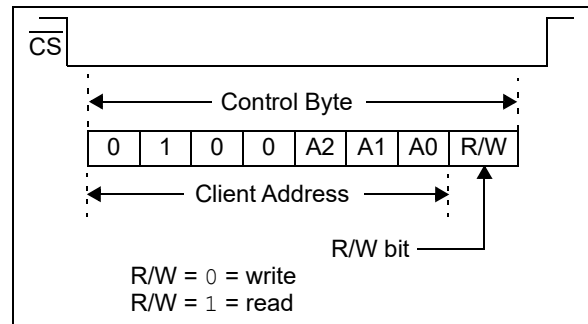 CS
Control Byte
0 1 0 0 A2 A1 A0 R/W
Client Address
R/W bit
R/W = 0 = write
R/W = 1 = read